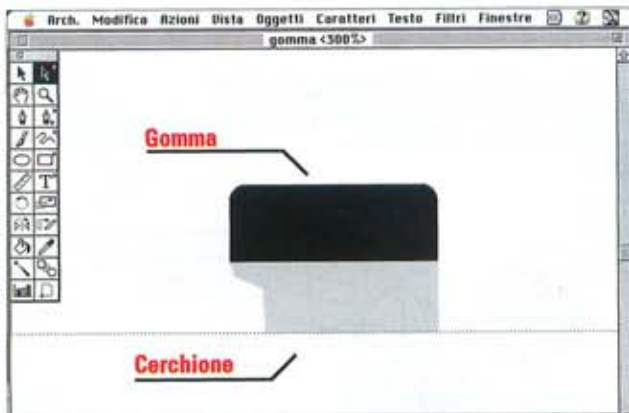 Arch. Modifica Azioni Vista Oggetti Caratteri Testo Filtri Finestre
gomma <300%>
Gomma
Cerchione